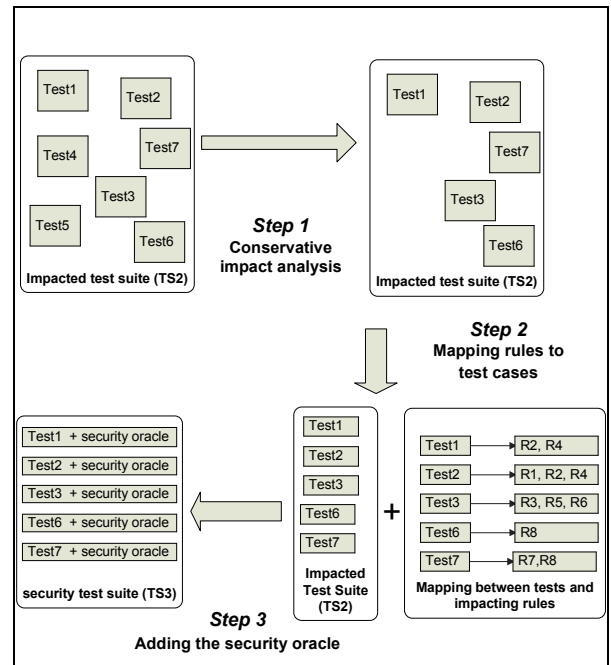 Test1
Test2
Test4
Test7
Test3
Test5
Test6
Impacted test suite (TS2)
Step 1
Conservative
impact analysis
Test1
Test2
Test7
Test3
Test6
Impacted test suite (TS2)
Step 2
Mapping rules to
test cases
Test1
Test2
Test3
Test6
Test7
Impacted
Test Suite
(TS2)
+
Test1 R2, R4
Test2 R1, R2, R4
Test3 R3, R5, R6
Test6 R8
Test7 R7,R8
Mapping between tests and
impacting rules
Test1 + security oracle
Test2 + security oracle
Test3 + security oracle
Test6 + security oracle
Test7 + security oracle
security test suite (TS3)
Step 3
Adding the security oracle